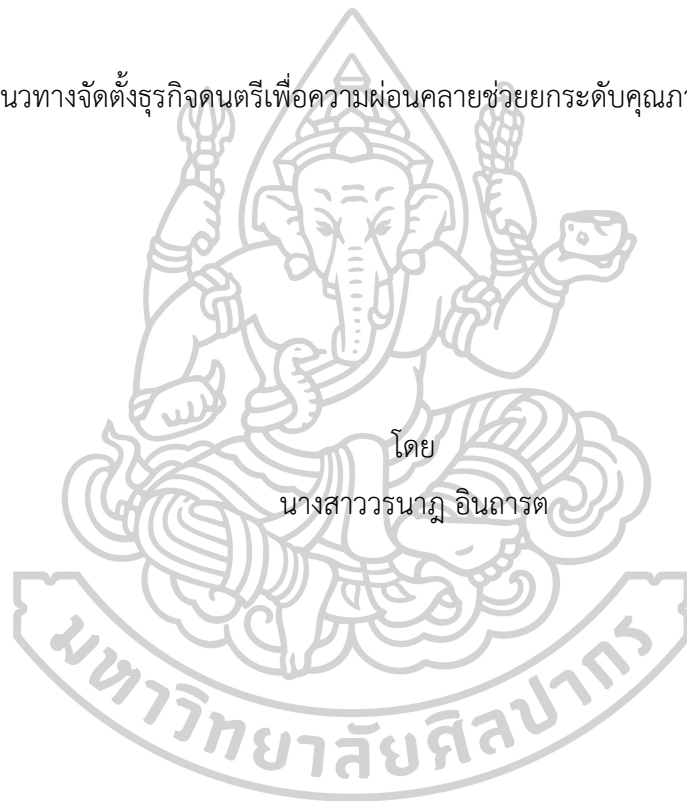 นวทางจัดตั้งธุรกิจดนตรีเพื่อความผ่อนคลายช่วยยกระดับคุณภา
โดย
นางสาววรนาฎ อินถารต
มหาวิทยาลัยศิลปากร